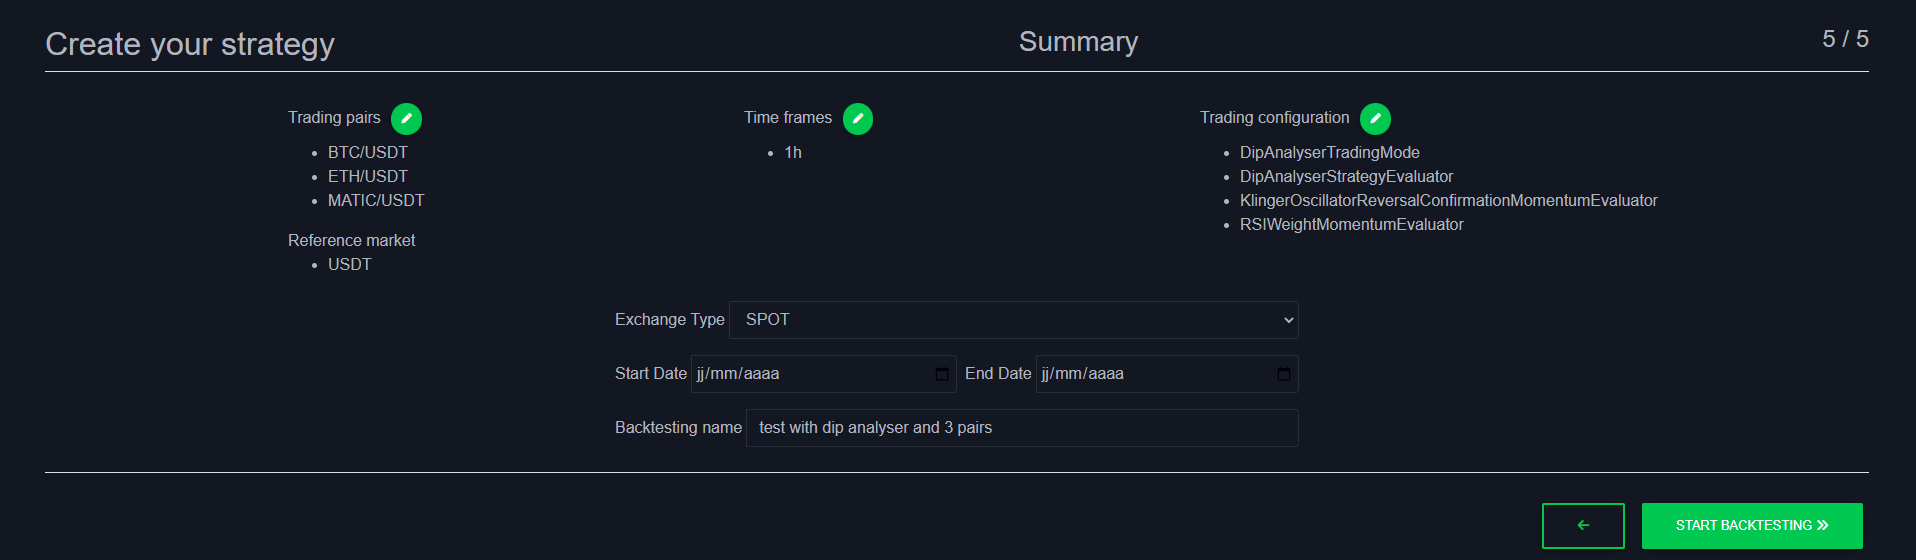 Create your strategy
Summary
5 / 5
Trading pairs
BTC/USDT
ETH/USDT
MATIC/USDT
Reference market
USDT
Time frames
1h
Trading configuration
DipAnalyserTradingMode
DipAnalyserStrategyEvaluator
KlingerOscillatorReversalConfirmationMomentumEvaluator
RSIWeightMomentumEvaluator
Exchange Type SPOT
Start Date jj/mm/aaaa End Date jj/mm/aaaa
Backtesting name test with dip analyser and 3 pairs
START BACKTESTING